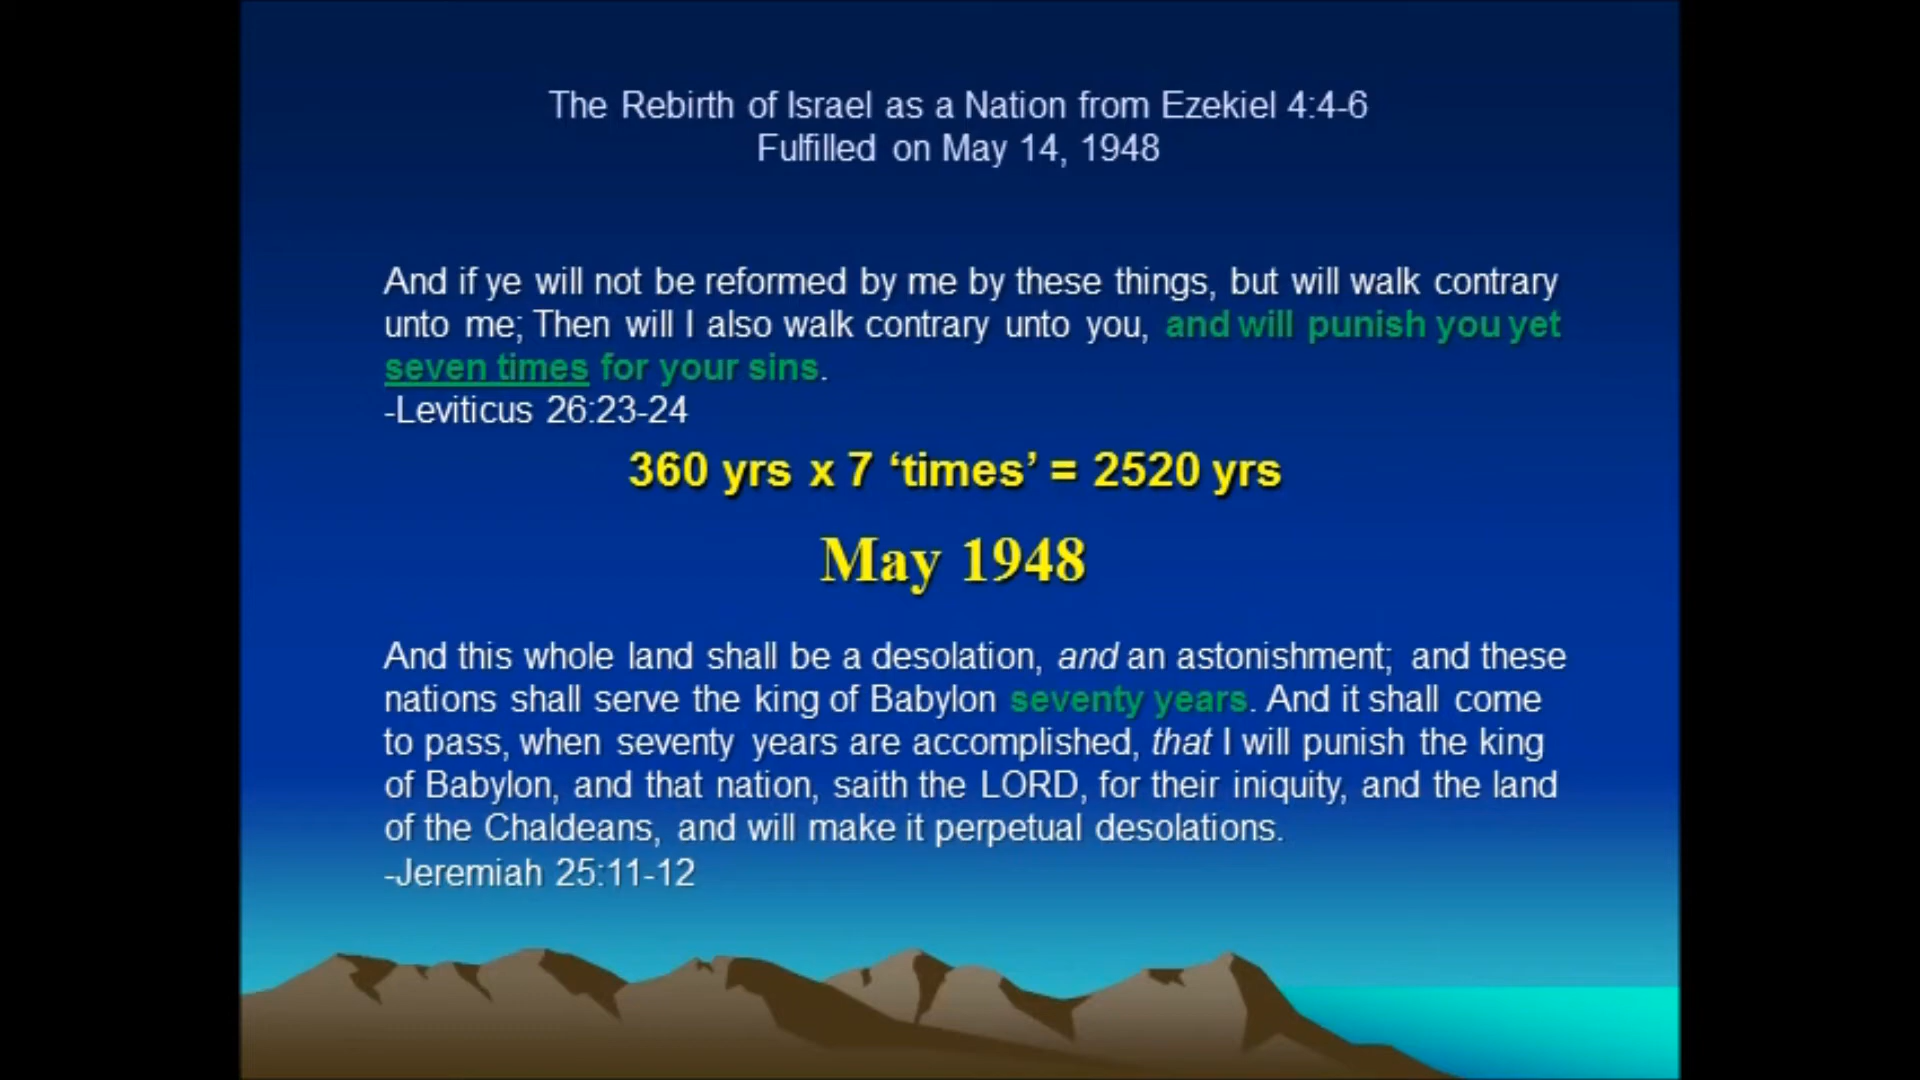 The Rebirth of Israel as a Nation from Ezekiel 4:4-6
Fulfilled on May 14, 1948
And if ye will not be reformed by me by these things, but will walk contrary
unto me; Then will I also walk contrary unto you, and will punish you yet
seven times for your sins.
-Leviticus 26:23-24
360 yrs x 7 ‘times’ = 2520 yrs
May 1948
And this whole land shall be a desolation, and an astonishment; and these
nations shall serve the king of Babylon seventy years. And it shall come
to pass, when seventy years are accomplished, that I will punish the king
of Babylon, and that nation, saith the LORD, for their iniquity, and the land
of the Chaldeans, and will make it perpetual desolations.
-Jeremiah 25:11-12